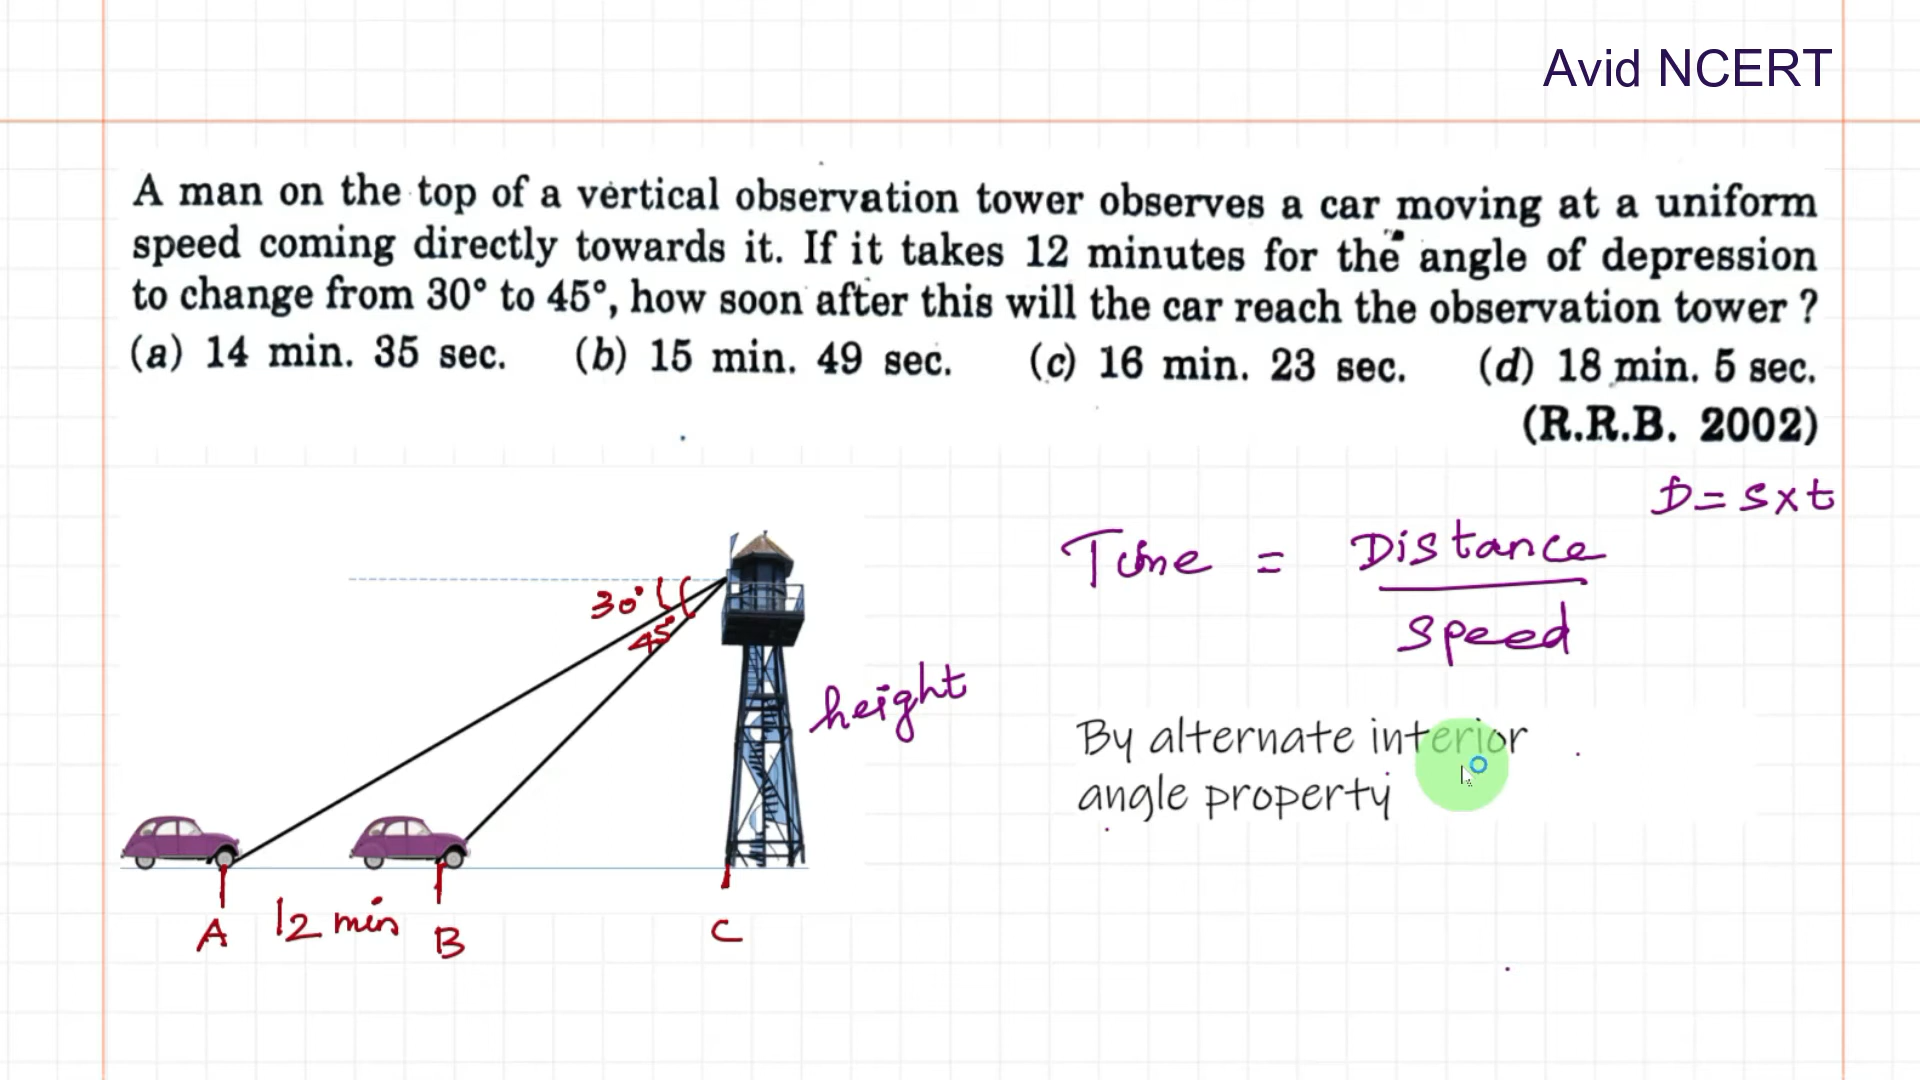 Avid NCERT
A man on the top of a vertical observation tower observes a car moving at a uniform
speed coming directly towards it. If it takes 12 minutes for the angle of depression
to change from 30° to 45°, how soon after this will the car reach the observation tower ?
(a) 14 min. 35 sec. (b) 15 min. 49 sec. (c) 16 min. 23 sec. (d) 18 min. 5 sec.
(R.R.B. 2002)
D = s x t
Time = Distance
speed
30°
45°
height
By alternate interior
angle property
A 12 min B C